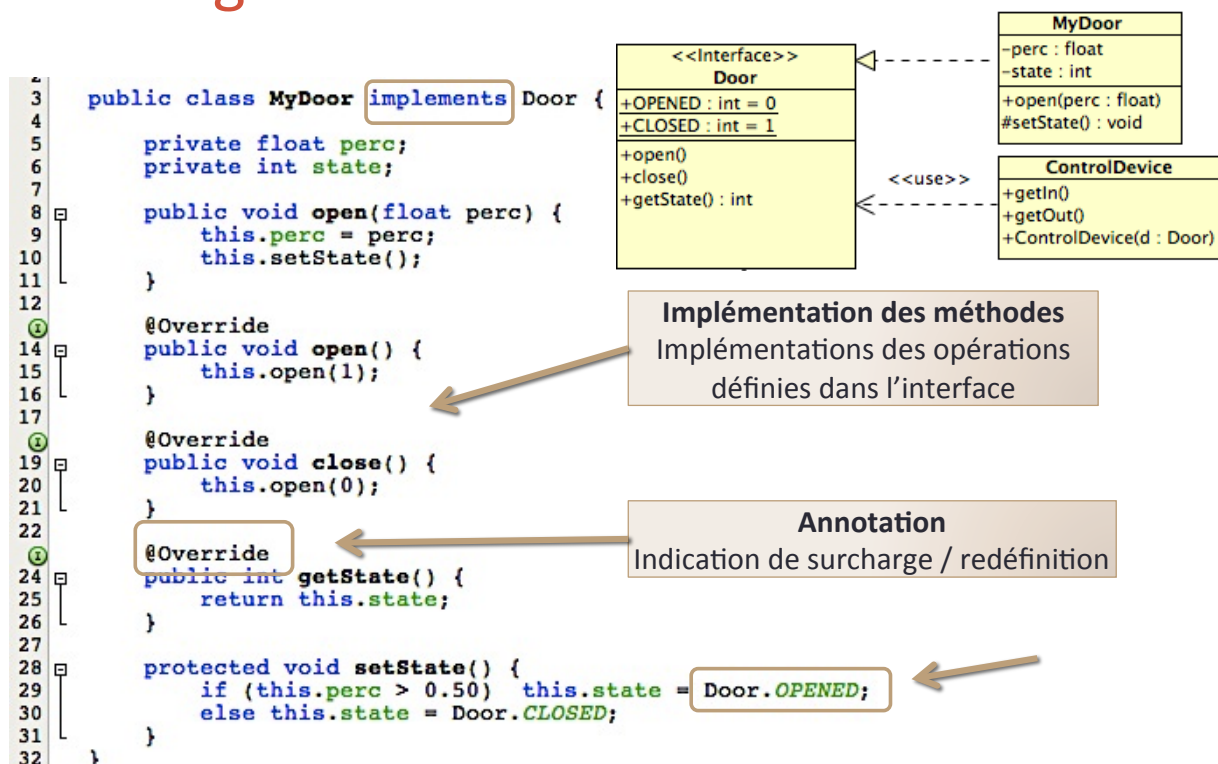 g
2
3 public class MyDoor implements Door {
4
5 private float perc;
6 private int state;
7
8 public void open(float perc) {
9 this.perc = perc;
10 this.setState();
11 }
12
@Override
14 public void open() {
15 this.open(1);
16 }
17
@Override
19 public void close() {
20 this.open(0);
21 }
22
@Override
24 public int getState() {
25 return this.state;
26 }
27
28 protected void setState() {
29 if (this.perc > 0.50) this.state = Door.OPENED;
30 else this.state = Door.CLOSED;
31 }
32 }
<<Interface>>
Door
+OPENED : int = 0
+CLOSED : int = 1
+open()
+close()
+getState() : int
MyDoor
-perc : float
-state : int
+open(perc : float)
#setState() : void
<<use>>
ControlDevice
+getIn()
+getOut()
+ControlDevice(d : Door)
Implémentation des méthodes
Implémentations des opérations
définies dans l'interface
Annotation
Indication de surcharge / redéfinition